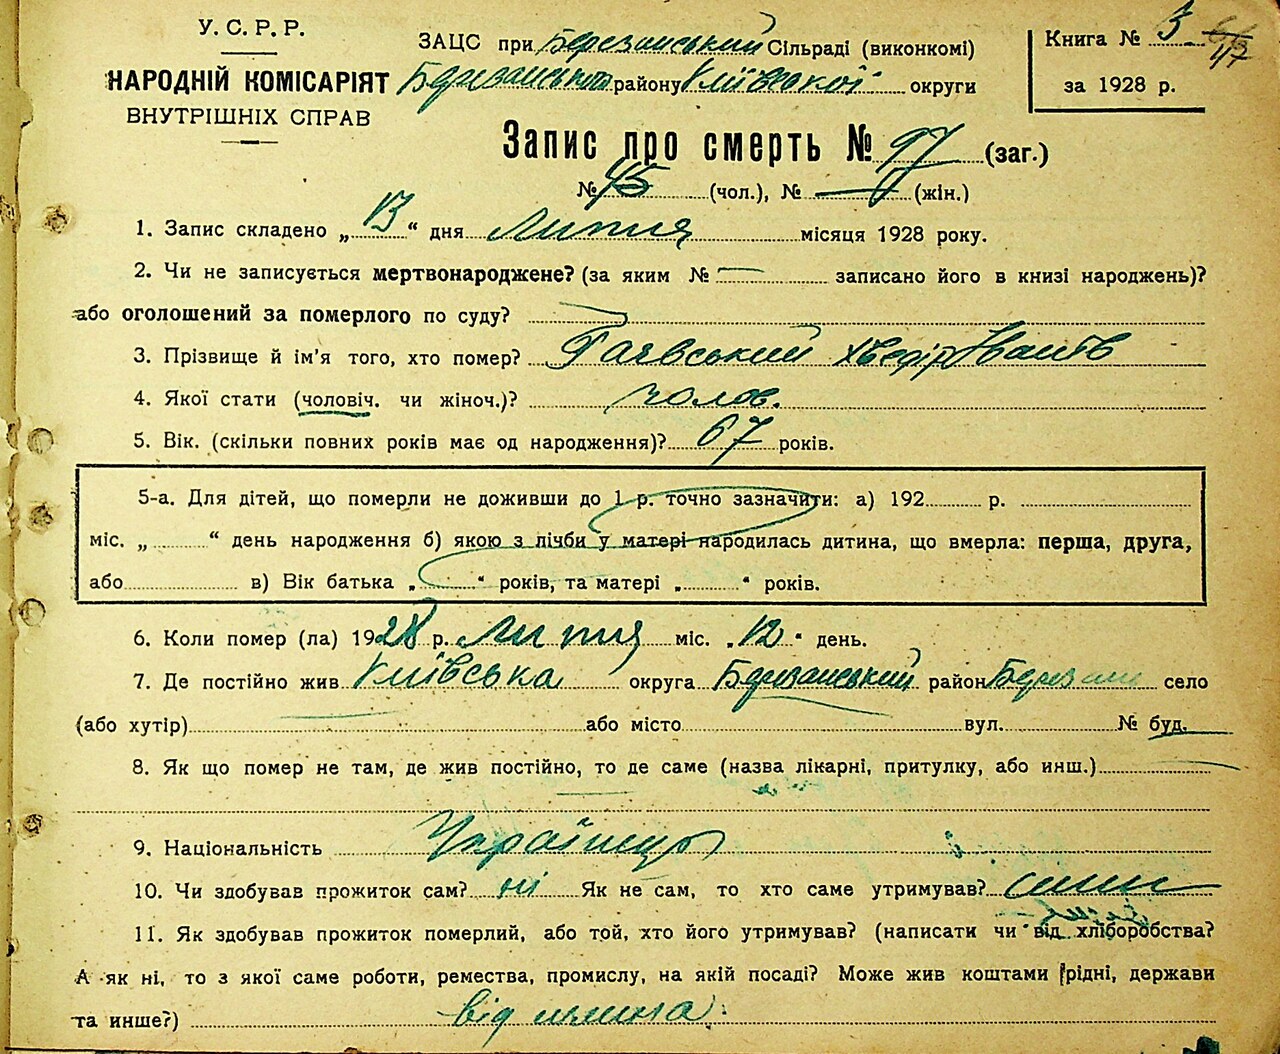 У. С. Р. Р.
НАРОДНІЙ КОМІСАРІЯТ
ВНУТРІШНІХ СПРАВ
ЗАЦС при Березанський Сільраді (виконкомі)
Березанського району Київської округи
Книга № 3
за 1928 р.
Запис про смерть № 97 (заг.)
№ 45 (чол.), № — (жін.)
1. Запис складено „ 13 “ дня Липня місяця 1928 року.
2. Чи не записується мертвонароджене? (за яким № — записано його в книзі народжень)?
або оголошений за померлого по суду?
3. Прізвище й ім’я того, хто помер? Гаєвський Хведір Іванів
4. Якої стати (чоловіч. чи жіноч.)? чолов.
5. Вік. (скільки повних років має од народження)? 67 років.
5-а. Для дітей, що померли не доживши до 1 р. точно зазначити: а) 192 р.
міс. „ “ день народження б) якою з лічби у матері народилась дитина, що вмерла: перша, друга,
або в) Вік батька „ “ років, та матері „ “ років.
6. Коли помер (ла) 1928 р. Липня міс. „ 12 “ день.
7. Де постійно жив Київська округа Березанський район Березань село
(або хутір) або місто вул. № буд.
8. Як що помер не там, де жив постійно, то де саме (назва лікарні, притулку, або инш.)
9. Національність Українець
10. Чи здобував прожиток сам? ні Як не сам, то хто саме утримував? син
11. Як здобував прожиток померлий, або той, хто його утримував? (написати чи від хліборобства?
А як ні, то з якої саме роботи, ремества, промислу, на якій посаді? Може жив коштами рідні, держави
та инше?) від млина